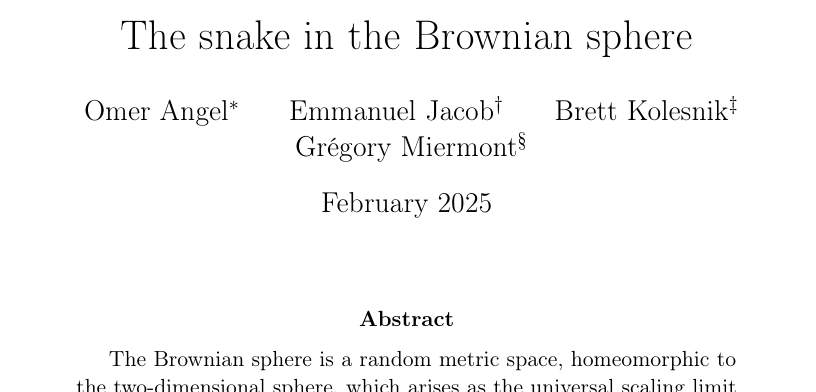 The snake in the Brownian sphere
Omer Angel* Emmanuel Jacob† Brett Kolesnik‡
Grégory Miermont§
February 2025
Abstract
The Brownian sphere is a random metric space, homeomorphic to
the two-dimensional sphere, which arises as the universal scaling limit